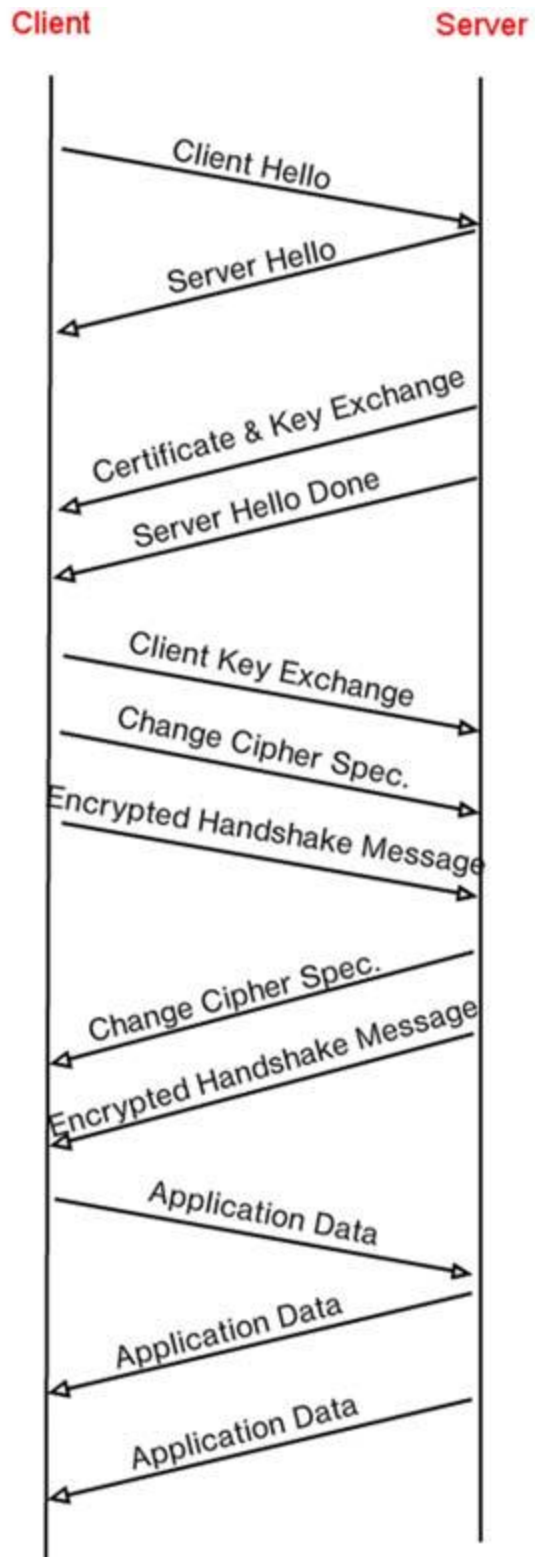 Client
Server
Client Hello
Server Hello
Certificate & Key Exchange
Server Hello Done
Client Key Exchange
Change Cipher Spec.
Encrypted Handshake Message
Change Cipher Spec.
Encrypted Handshake Message
Application Data
Application Data
Application Data